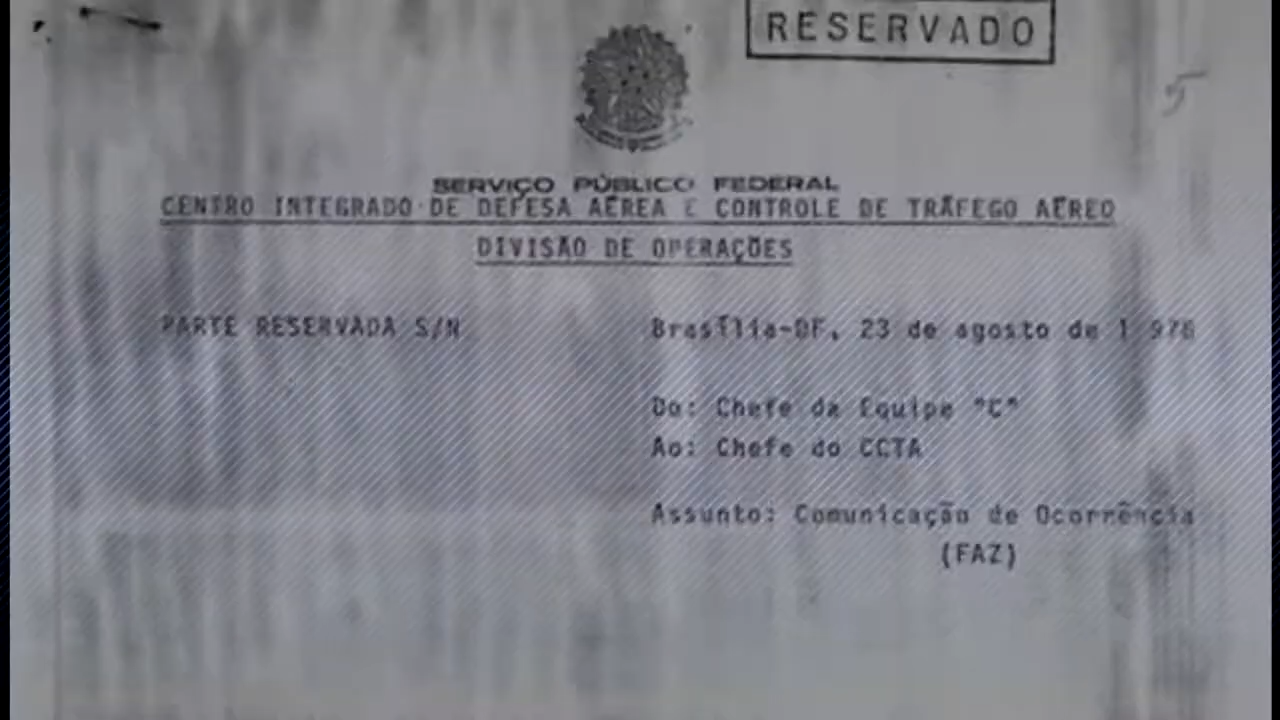 RESERVADO
5
SERVIÇO PÚBLICO FEDERAL
CENTRO INTEGRADO DE DEFESA AÉREA E CONTROLE DE TRÁFEGO AÉREO
DIVISÃO DE OPERAÇÕES
PARTE RESERVADA S/N
Brasília-DF, 23 de agosto de 1 978
Do: Chefe da Equipe "C"
Ao: Chefe do CCTA
Assunto: Comunicação de Ocorrência
(FAZ)